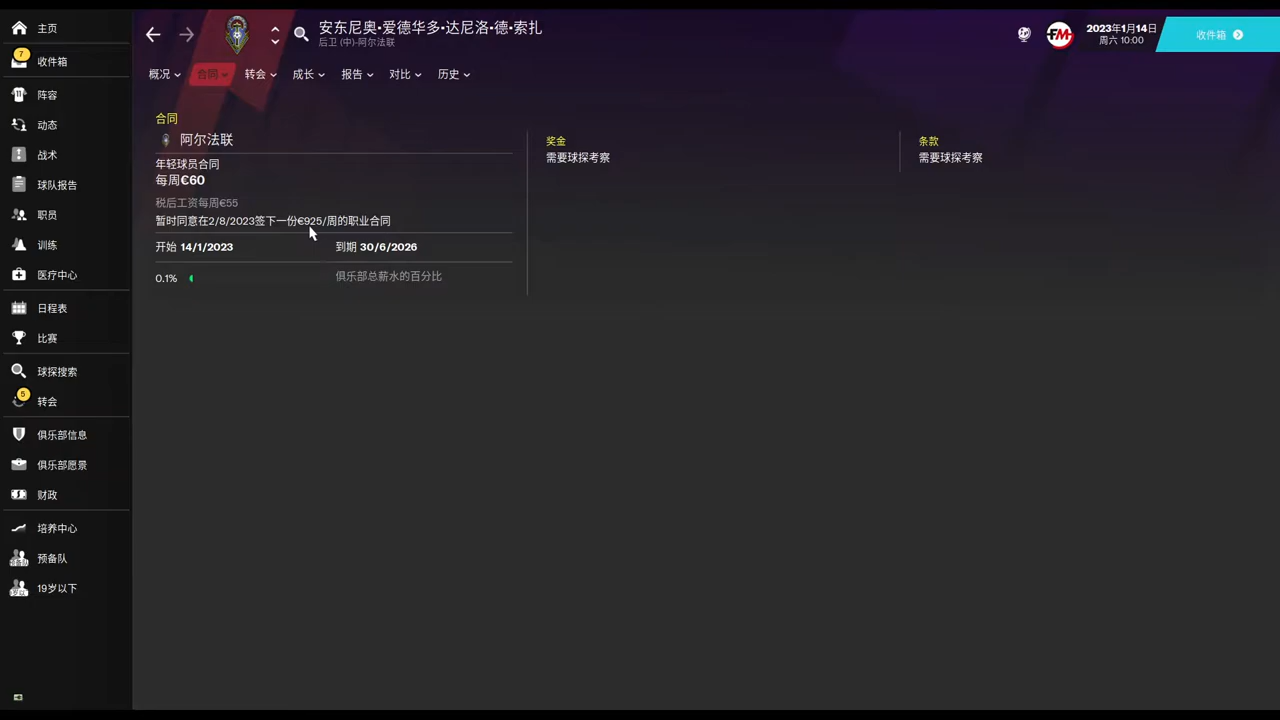 主页
7
收件箱
阵容
动态
战术
球队报告
职员
训练
医疗中心
日程表
比赛
球探搜索
5
转会
俱乐部信息
俱乐部愿景
财政
培养中心
预备队
19岁以下
安东尼奥•爱德华多•达尼洛•德•索扎
后卫 (中)-阿尔法联
FM
2023年1月14日
周六 10:00
收件箱
概况
合同
转会
成长
报告
对比
历史
合同
阿尔法联
年轻球员合同
每周€60
税后工资每周€55
暂时同意在2/8/2023签下一份€925/周的职业合同
开始 14/1/2023
到期 30/6/2026
0.1%
俱乐部总薪水的百分比
奖金
需要球探考察
条款
需要球探考察